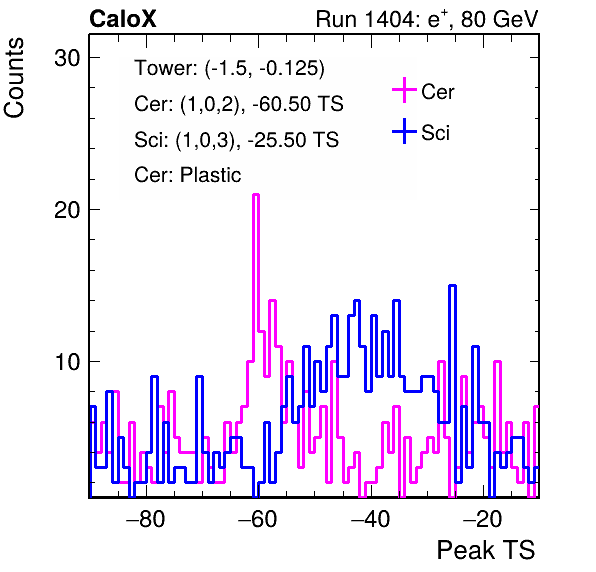 CaloX Run 1404: e⁺, 80 GeV
Counts
30
20
10
Tower: (-1.5, -0.125)
Cer: (1,0,2), -60.50 TS
Sci: (1,0,3), -25.50 TS
Cer: Plastic
Cer
Sci
−80 −60 −40 −20
Peak TS